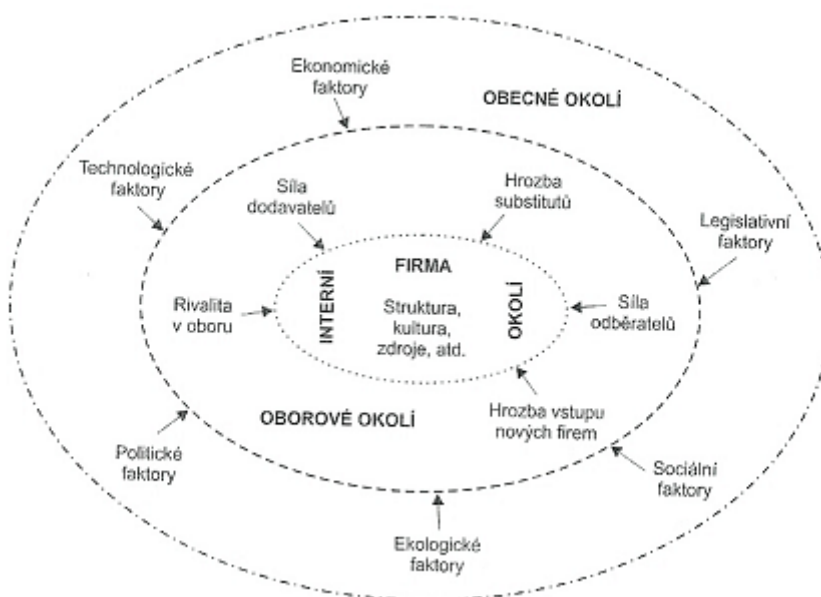 Ekonomické
faktory
OBECNÉ OKOLÍ
Technologické
faktory
Síla
dodavatelů
Hrozba
substitutů
Legislativní
faktory
FIRMA
INTERNÍ
OKOLÍ
Struktura,
kultura,
zdroje, atd.
Rivalita
v oboru
Síla
odběratelů
OBOROVÉ OKOLÍ
Hrozba vstupu
nových firem
Politické
faktory
Sociální
faktory
Ekologické
faktory